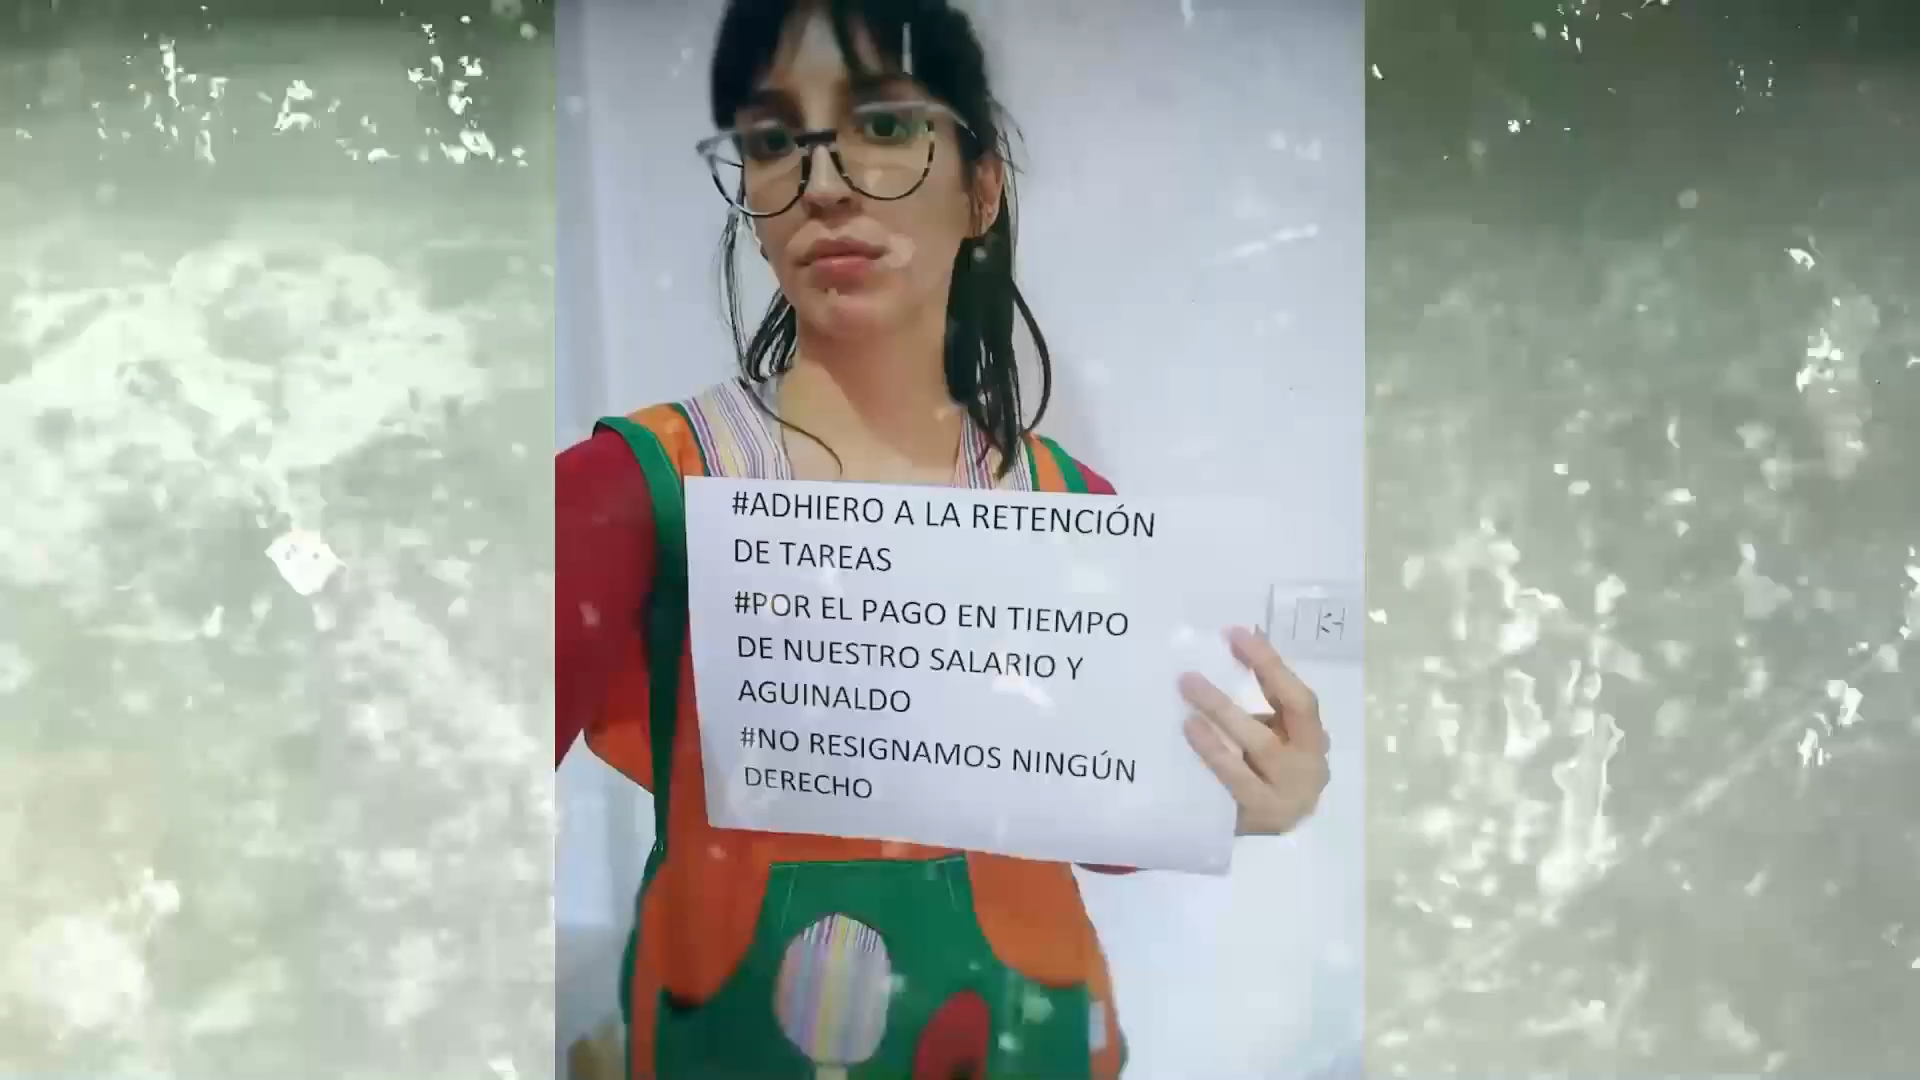 #ADHIERO A LA RETENCIÓN
DE TAREAS
#POR EL PAGO EN TIEMPO
DE NUESTRO SALARIO Y
AGUINALDO
#NO RESIGNAMOS NINGÚN
DERECHO